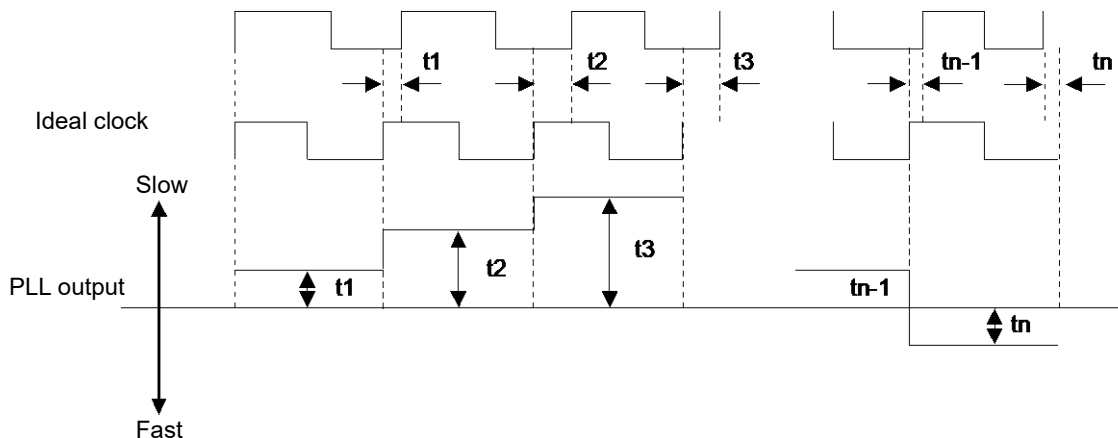 t1
t2
t3
tn-1
tn
Ideal clock
Slow
PLL output
t1
t2
t3
tn-1
tn
Fast